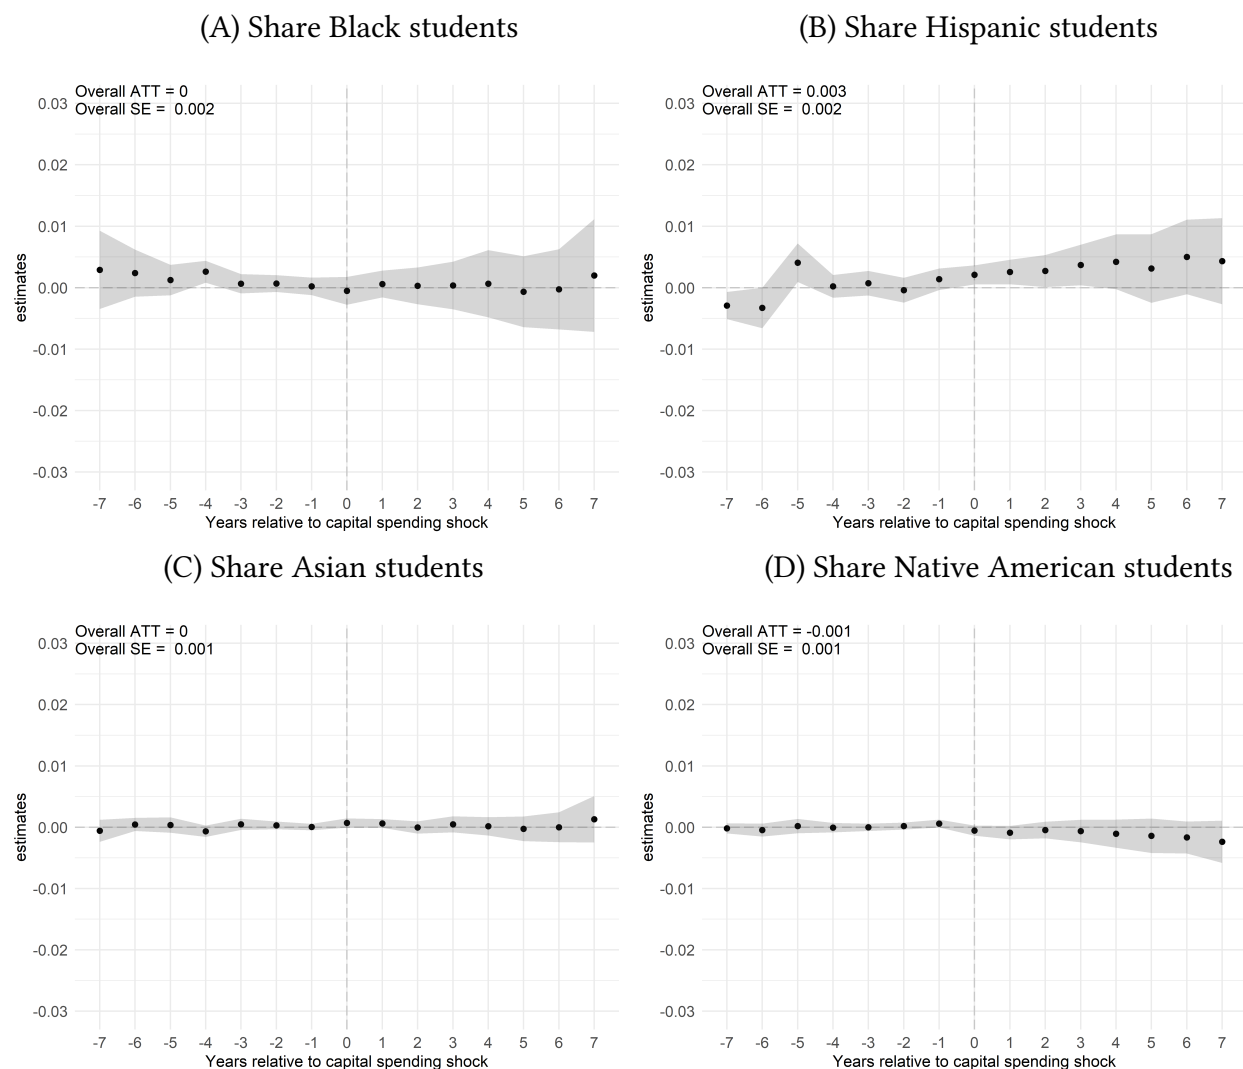 (A) Share Black students
Overall ATT = 0
Overall SE = 0.002
0.03
0.02
0.01
0.00
-0.01
-0.02
-0.03
estimates
-7 -6 -5 -4 -3 -2 -1 0 1 2 3 4 5 6 7
Years relative to capital spending shock
(B) Share Hispanic students
Overall ATT = 0.003
Overall SE = 0.002
0.03
0.02
0.01
0.00
-0.01
-0.02
-0.03
estimates
-7 -6 -5 -4 -3 -2 -1 0 1 2 3 4 5 6 7
Years relative to capital spending shock
(C) Share Asian students
Overall ATT = 0
Overall SE = 0.001
0.03
0.02
0.01
0.00
-0.01
-0.02
-0.03
estimates
-7 -6 -5 -4 -3 -2 -1 0 1 2 3 4 5 6 7
Years relative to capital spending shock
(D) Share Native American students
Overall ATT = -0.001
Overall SE = 0.001
0.03
0.02
0.01
0.00
-0.01
-0.02
-0.03
estimates
-7 -6 -5 -4 -3 -2 -1 0 1 2 3 4 5 6 7
Years relative to capital spending shock